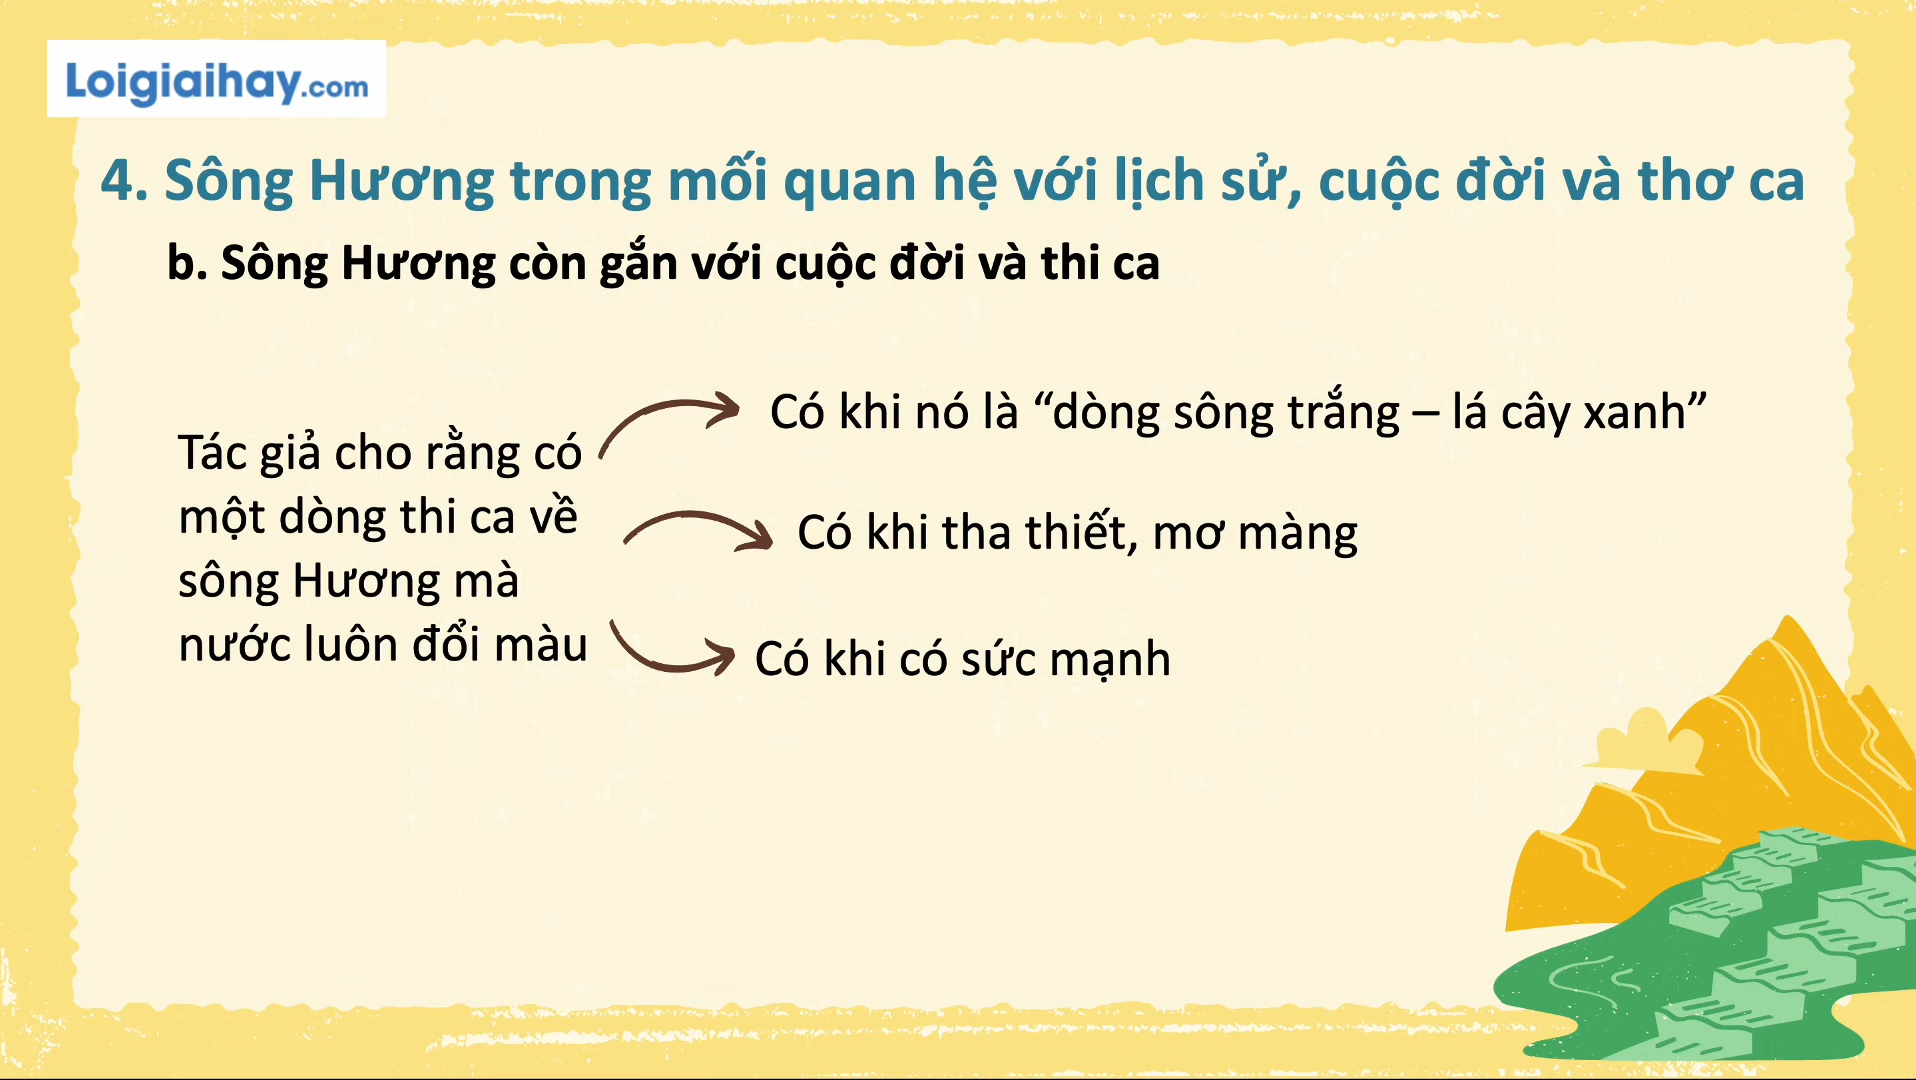 Loigiaihay.com
4. Sông Hương trong mối quan hệ với lịch sử, cuộc đời và thơ ca
b. Sông Hương còn gắn với cuộc đời và thi ca
Tác giả cho rằng có
một dòng thi ca về
sông Hương mà
nước luôn đổi màu
Có khi nó là “dòng sông trắng – lá cây xanh”
Có khi tha thiết, mơ màng
Có khi có sức mạnh